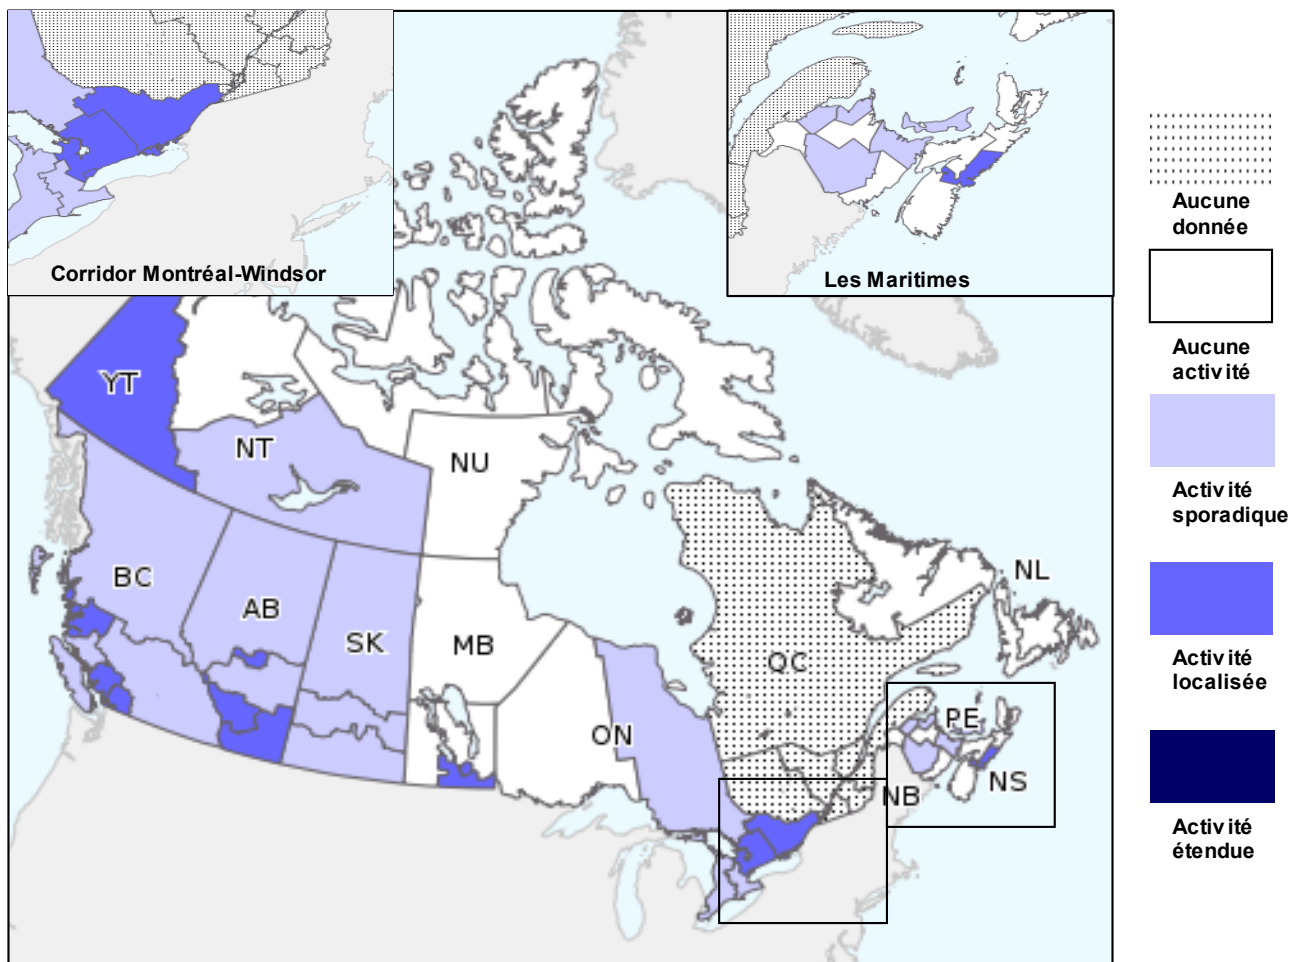 Corridor Montréal-Windsor
Les Maritimes
YT
NT
NU
BC
AB
SK
MB
ON
QC
NL
PE
NB
NS
Aucune
donnée
Aucune
activité
Activité
sporadique
Activité
localisée
Activité
étendue